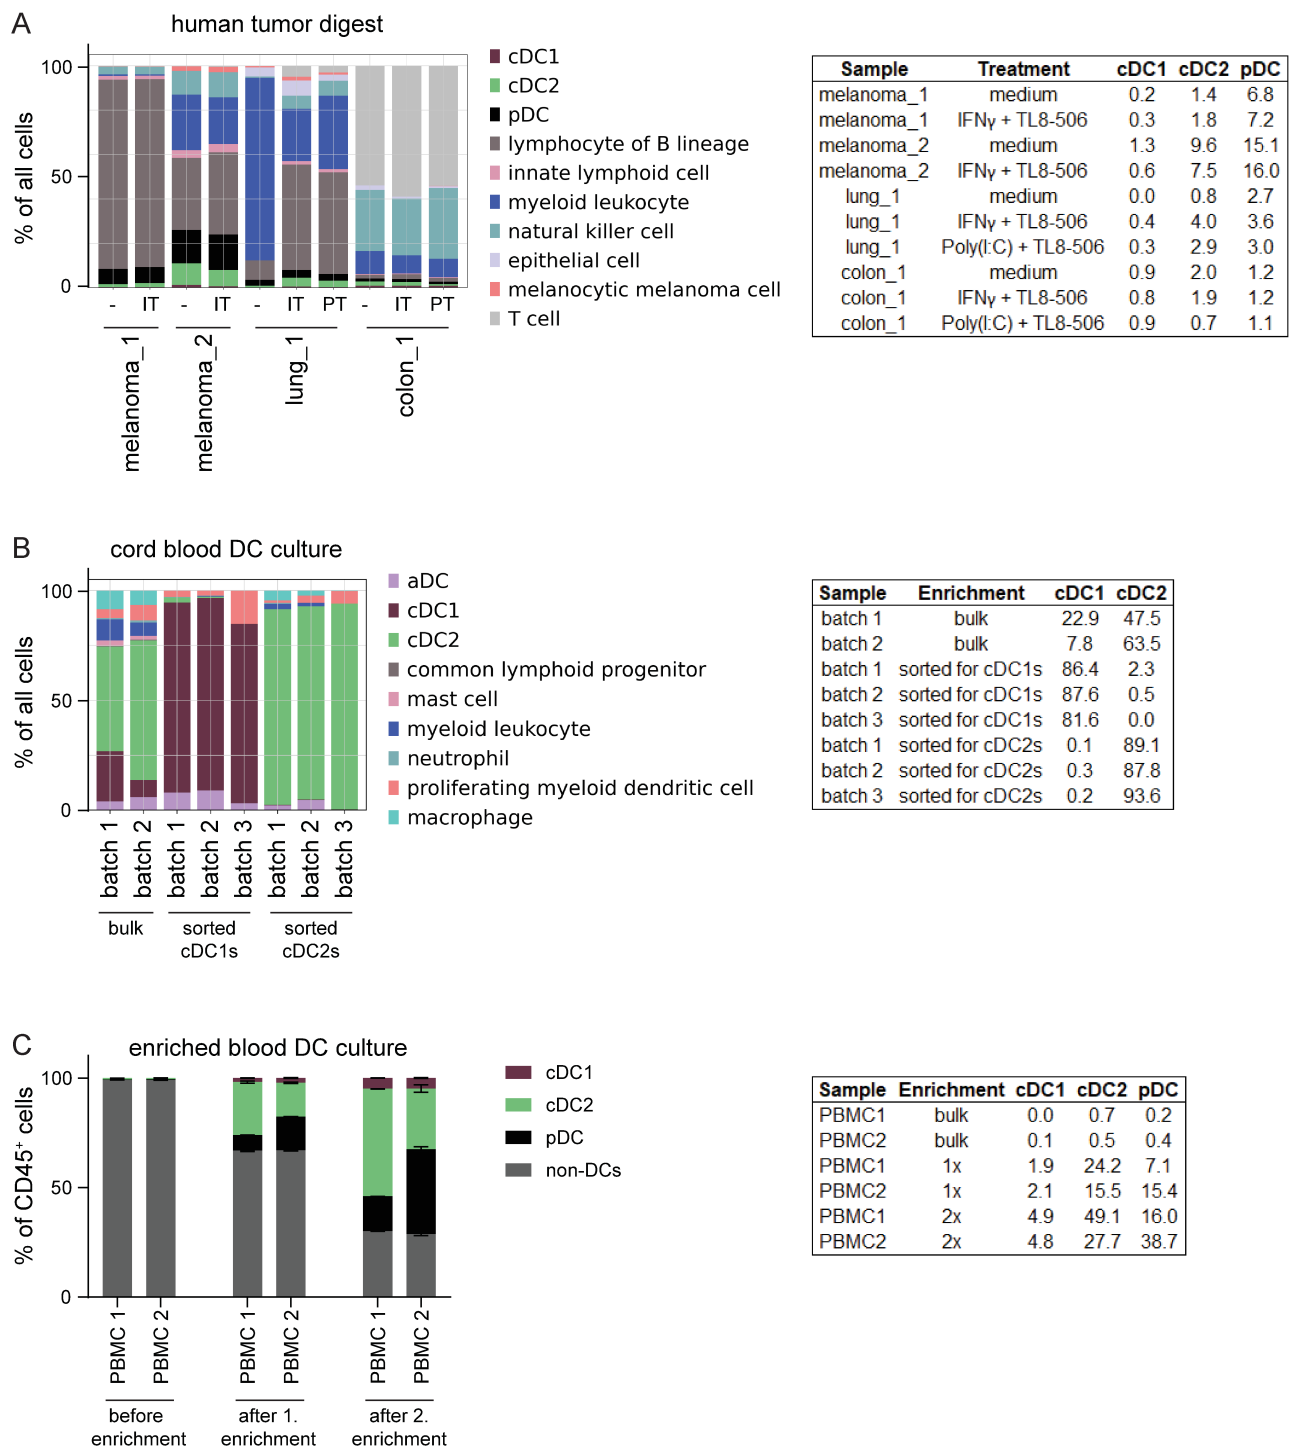 A
human tumor digest
% of all cells
100
50
0
- IT - IT - IT PT - IT PT
melanoma_1
melanoma_2
lung_1
colon_1
cDC1
cDC2
pDC
lymphocyte of B lineage
innate lymphoid cell
myeloid leukocyte
natural killer cell
epithelial cell
melanocytic melanoma cell
T cell
Sample Treatment cDC1 cDC2 pDC
melanoma_1 medium 0.2 1.4 6.8
melanoma_1 IFNγ + TL8-506 0.3 1.8 7.2
melanoma_2 medium 1.3 9.6 15.1
melanoma_2 IFNγ + TL8-506 0.6 7.5 16.0
lung_1 medium 0.0 0.8 2.7
lung_1 IFNγ + TL8-506 0.4 4.0 3.6
lung_1 Poly(I:C) + TL8-506 0.3 2.9 3.0
colon_1 medium 0.9 2.0 1.2
colon_1 IFNγ + TL8-506 0.8 1.9 1.2
colon_1 Poly(I:C) + TL8-506 0.9 0.7 1.1
B
cord blood DC culture
% of all cells
100
50
0
batch 1
batch 2
batch 1
batch 2
batch 3
batch 1
batch 2
batch 3
bulk
sorted
cDC1s
sorted
cDC2s
aDC
cDC1
cDC2
common lymphoid progenitor
mast cell
myeloid leukocyte
neutrophil
proliferating myeloid dendritic cell
macrophage
Sample Enrichment cDC1 cDC2
batch 1 bulk 22.9 47.5
batch 2 bulk 7.8 63.5
batch 1 sorted for cDC1s 86.4 2.3
batch 2 sorted for cDC1s 87.6 0.5
batch 3 sorted for cDC1s 81.6 0.0
batch 1 sorted for cDC2s 0.1 89.1
batch 2 sorted for cDC2s 0.3 87.8
batch 3 sorted for cDC2s 0.2 93.6
C
enriched blood DC culture
% of CD45⁺ cells
100
50
0
PBMC 1
PBMC 2
PBMC 1
PBMC 2
PBMC 1
PBMC 2
before
enrichment
after 1.
enrichment
after 2.
enrichment
cDC1
cDC2
pDC
non-DCs
Sample Enrichment cDC1 cDC2 pDC
PBMC1 bulk 0.0 0.7 0.2
PBMC2 bulk 0.1 0.5 0.4
PBMC1 1x 1.9 24.2 7.1
PBMC2 1x 2.1 15.5 15.4
PBMC1 2x 4.9 49.1 16.0
PBMC2 2x 4.8 27.7 38.7